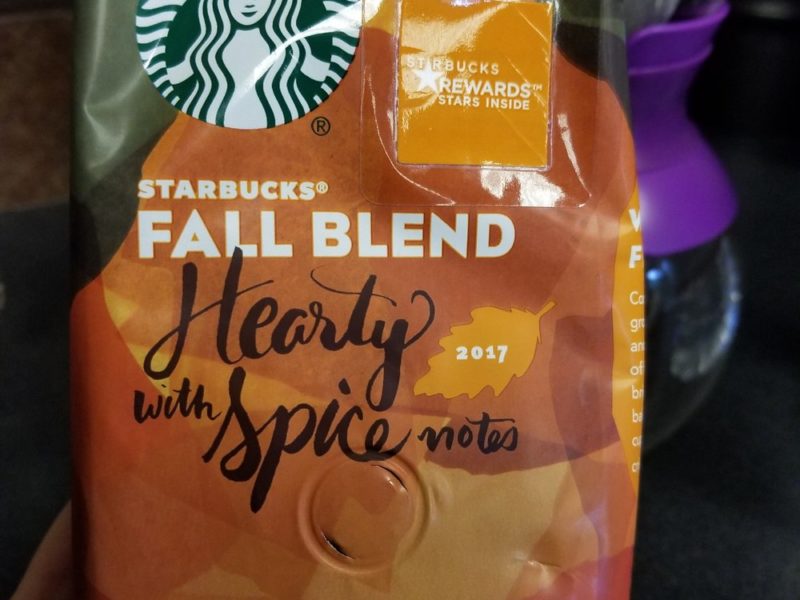 STARBUCKS
REWARDS™
STARS INSIDE
®
STARBUCKS®
FALL BLEND
Hearty
2017
with Spice notes